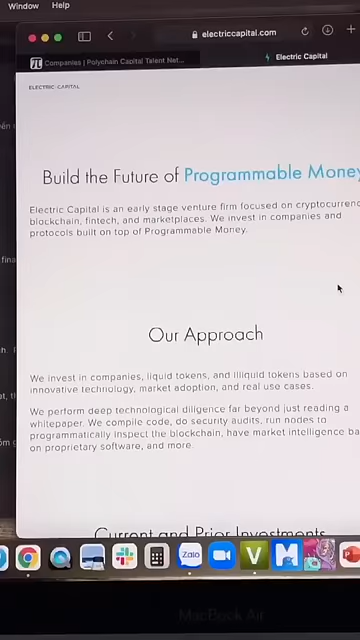 Window Help
electriccapital.com
Companies | Polychain Capital Talent Net...
Electric Capital
ELECTRIC CAPITAL
Build the Future of Programmable Money
Electric Capital is an early stage venture firm focused on cryptocurrenc
blockchain, fintech, and marketplaces. We invest in companies and
protocols built on top of Programmable Money.
Our Approach
We invest in companies, liquid tokens, and illiquid tokens based on
innovative technology, market adoption, and real use cases.
We perform deep technological diligence far beyond just reading a
whitepaper. We compile code, do security audits, run nodes to
programmatically inspect the blockchain, have market intelligence ba
on proprietary software, and more.
Current and Prior Investments
Zalo
MacBook Air